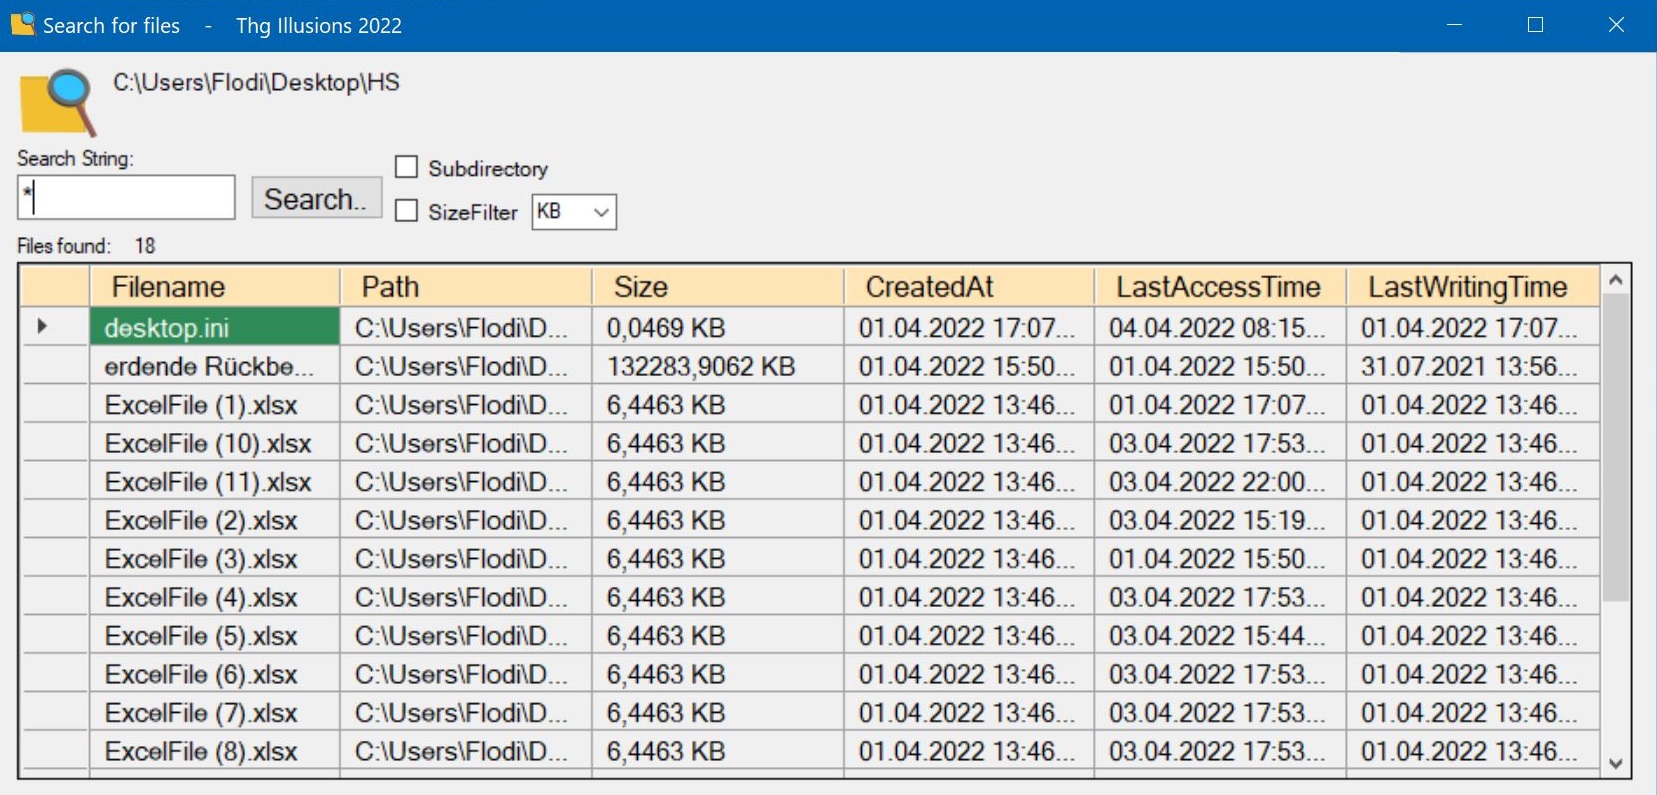 Search for files - Thg Illusions 2022
C:\Users\Flodi\Desktop\HS
Search String:
*
Search..
Subdirectory
SizeFilter KB
Files found: 18
Filename Path Size CreatedAt LastAccessTime LastWritingTime
desktop.ini C:\Users\Flodi\D... 0,0469 KB 01.04.2022 17:07... 04.04.2022 08:15... 01.04.2022 17:07...
erdende Rückbe... C:\Users\Flodi\D... 132283,9062 KB 01.04.2022 15:50... 01.04.2022 15:50... 31.07.2021 13:56...
ExcelFile (1).xlsx C:\Users\Flodi\D... 6,4463 KB 01.04.2022 13:46... 01.04.2022 17:07... 01.04.2022 13:46...
ExcelFile (10).xlsx C:\Users\Flodi\D... 6,4463 KB 01.04.2022 13:46... 03.04.2022 17:53... 01.04.2022 13:46...
ExcelFile (11).xlsx C:\Users\Flodi\D... 6,4463 KB 01.04.2022 13:46... 03.04.2022 22:00... 01.04.2022 13:46...
ExcelFile (2).xlsx C:\Users\Flodi\D... 6,4463 KB 01.04.2022 13:46... 03.04.2022 15:19... 01.04.2022 13:46...
ExcelFile (3).xlsx C:\Users\Flodi\D... 6,4463 KB 01.04.2022 13:46... 01.04.2022 15:50... 01.04.2022 13:46...
ExcelFile (4).xlsx C:\Users\Flodi\D... 6,4463 KB 01.04.2022 13:46... 03.04.2022 17:53... 01.04.2022 13:46...
ExcelFile (5).xlsx C:\Users\Flodi\D... 6,4463 KB 01.04.2022 13:46... 03.04.2022 15:44... 01.04.2022 13:46...
ExcelFile (6).xlsx C:\Users\Flodi\D... 6,4463 KB 01.04.2022 13:46... 03.04.2022 17:53... 01.04.2022 13:46...
ExcelFile (7).xlsx C:\Users\Flodi\D... 6,4463 KB 01.04.2022 13:46... 03.04.2022 17:53... 01.04.2022 13:46...
ExcelFile (8).xlsx C:\Users\Flodi\D... 6,4463 KB 01.04.2022 13:46... 03.04.2022 17:53... 01.04.2022 13:46...